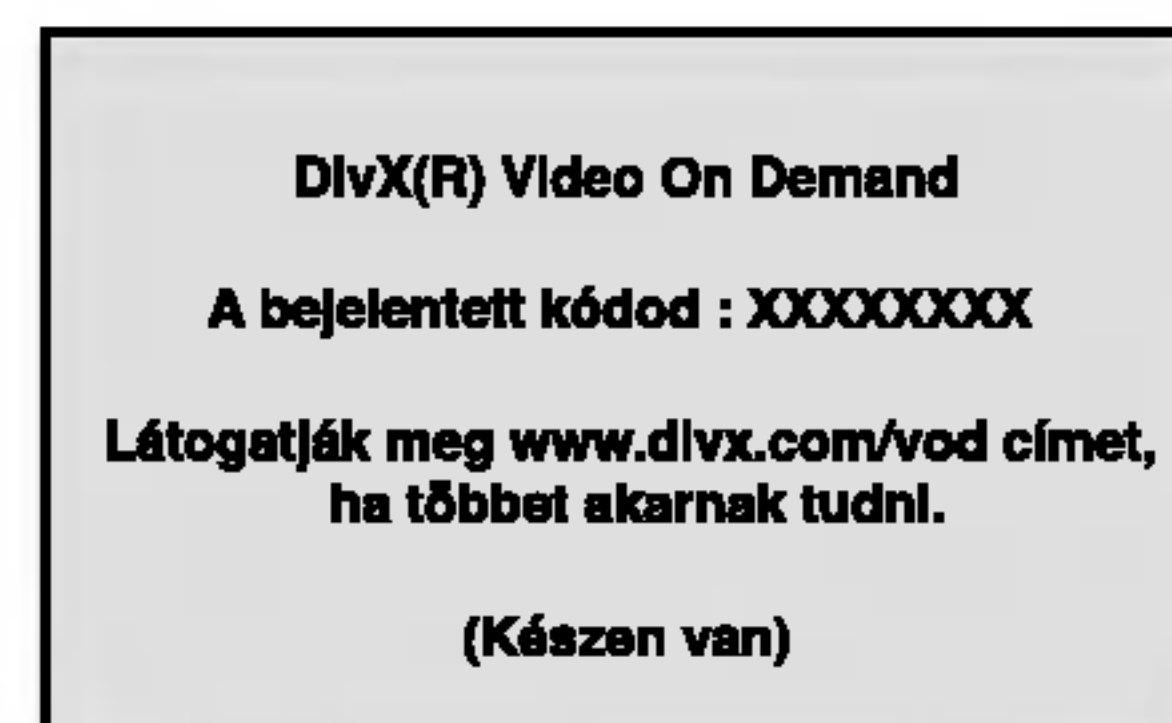 DivX(R) Video On Demand
A bejelentett kódod : XXXXXXXX
Látogatják meg www.divx.com/vod címet,
ha többet akarnak tudni.
(Készen van)